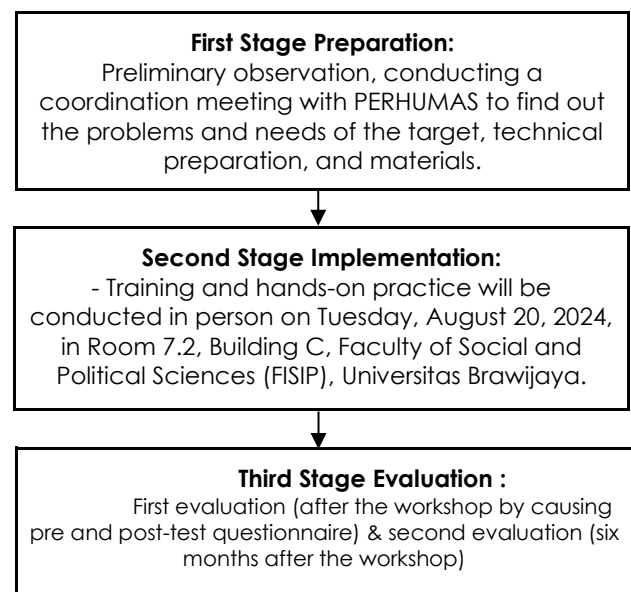 First Stage Preparation:
Preliminary observation, conducting a
coordination meeting with PERHUMAS to find out
the problems and needs of the target, technical
preparation, and materials.
Second Stage Implementation:
- Training and hands-on practice will be
conducted in person on Tuesday, August 20, 2024,
in Room 7.2, Building C, Faculty of Social and
Political Sciences (FISIP), Universitas Brawijaya.
Third Stage Evaluation :
First evaluation (after the workshop by causing
pre and post-test questionnaire) & second evaluation (six
months after the workshop)